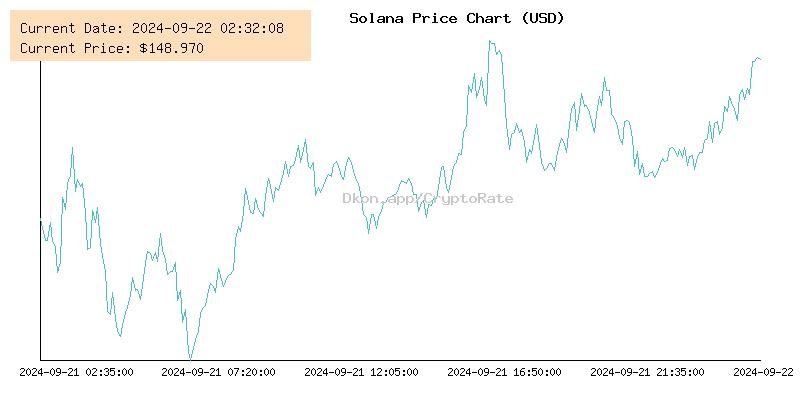 Solana Price Chart (USD)
Current Date: 2024-09-22 02:32:08
Current Price: $148.970
Dkon.app/CryptoRate
2024-09-21 02:35:00 2024-09-21 07:20:00 2024-09-21 12:05:00 2024-09-21 16:50:00 2024-09-21 21:35:00 2024-09-22